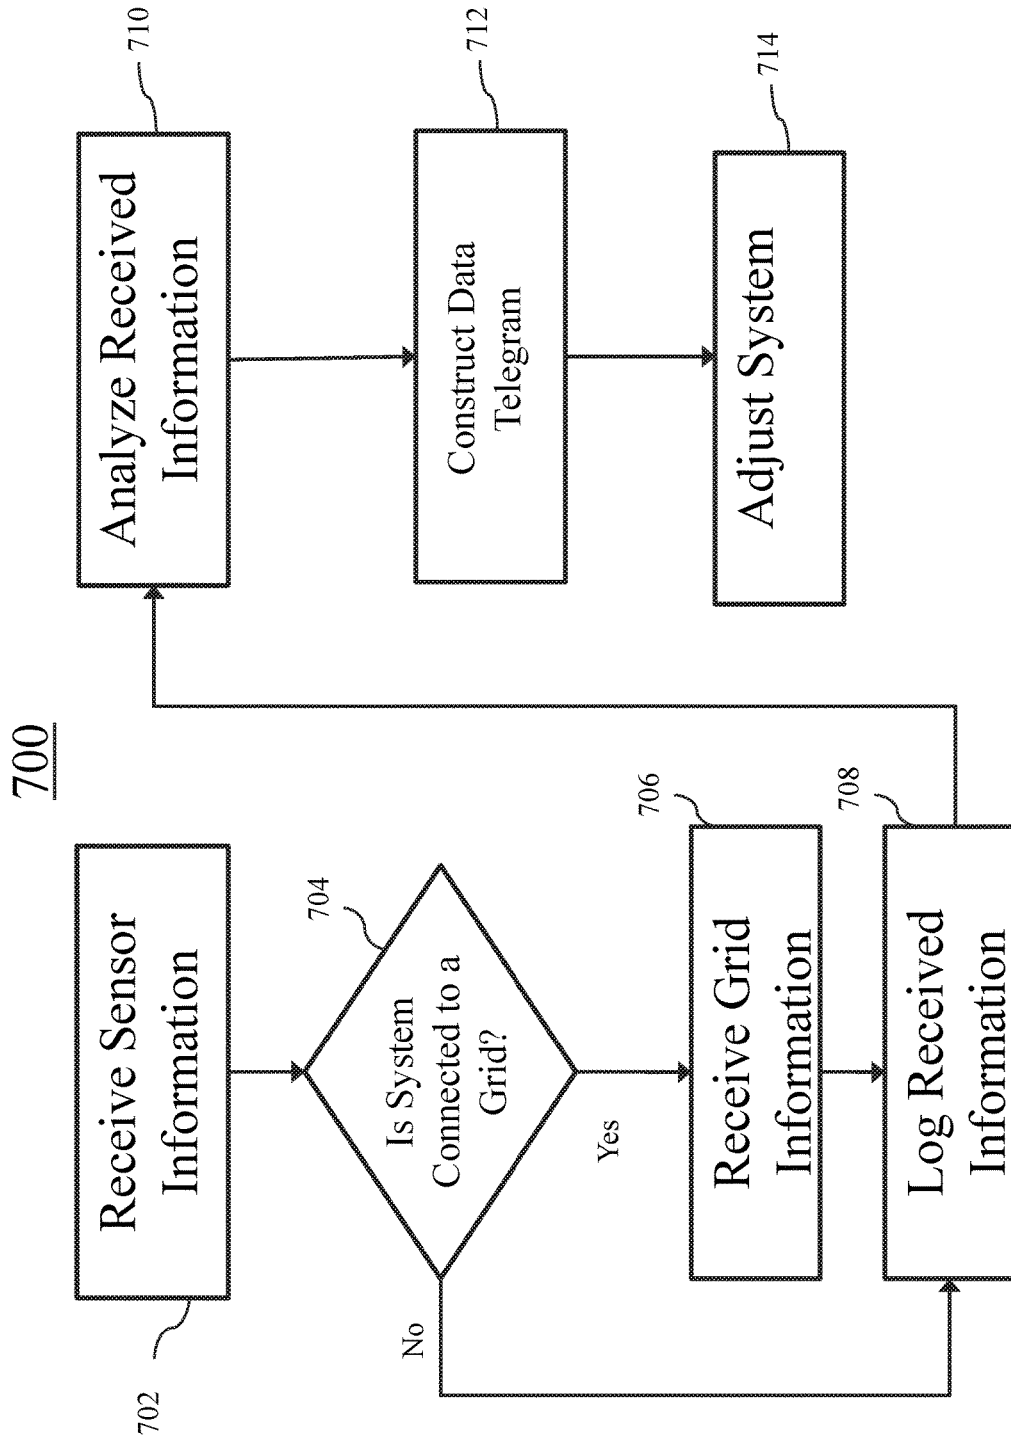 700
702
Receive Sensor
Information
704
Is System
Connected to a
Grid?
No
Yes
706
Receive Grid
Information
708
Log Received
Information
710
Analyze Received
Information
712
Construct Data
Telegram
714
Adjust System